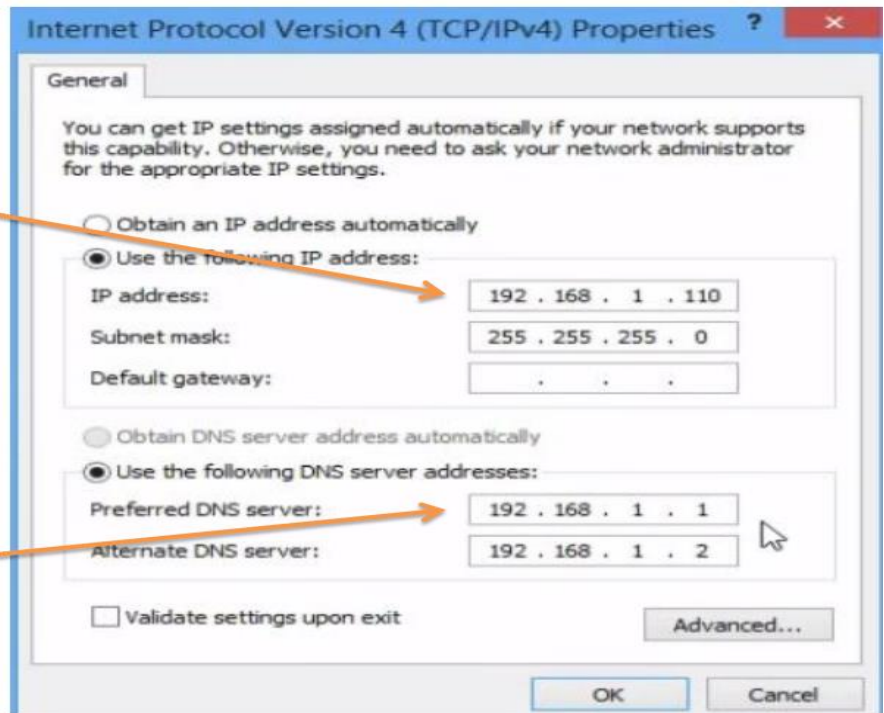 Internet Protocol Version 4 (TCP/IPv4) Properties ? ×
General
You can get IP settings assigned automatically if your network supports
this capability. Otherwise, you need to ask your network administrator
for the appropriate IP settings.
Obtain an IP address automatically
Use the following IP address:
IP address: 192 . 168 . 1 . 110
Subnet mask: 255 . 255 . 255 . 0
Default gateway: . . .
Obtain DNS server address automatically
Use the following DNS server addresses:
Preferred DNS server: 192 . 168 . 1 . 1
Alternate DNS server: 192 . 168 . 1 . 2
Validate settings upon exit
Advanced...
OK Cancel